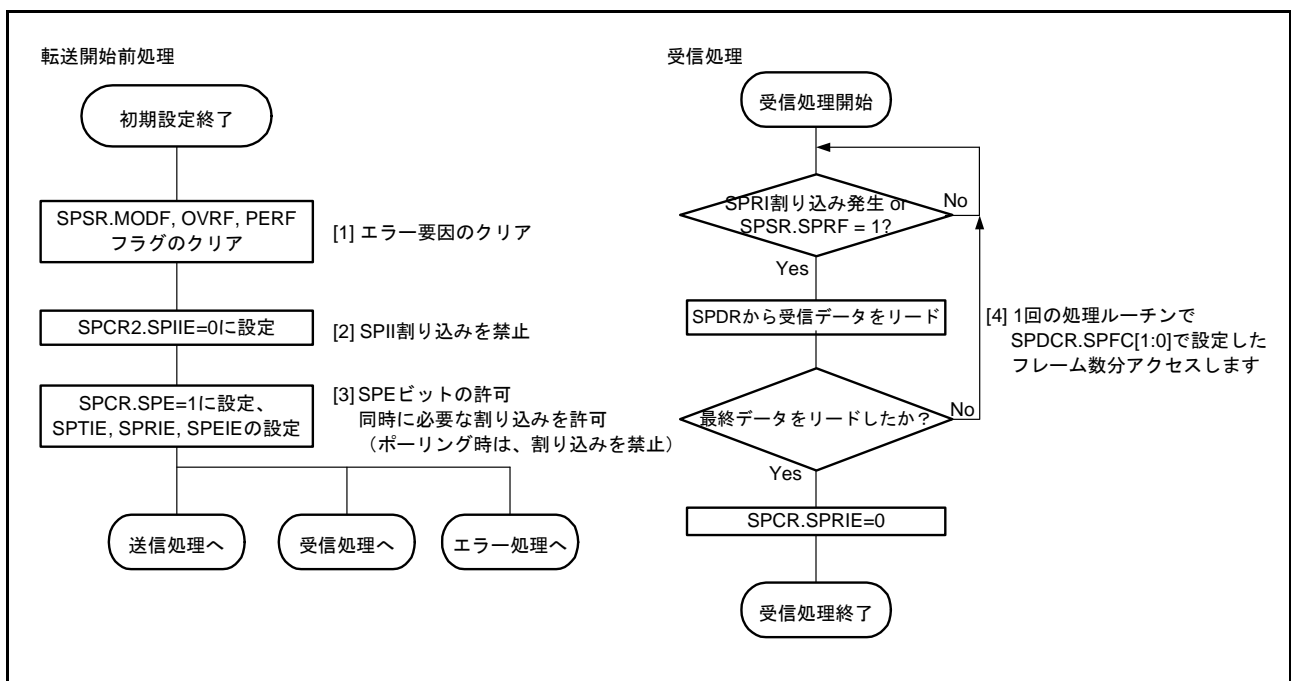 転送開始前処理
初期設定終了
SPSR.MODF, OVRF, PERF
フラグのクリア
[1] エラー要因のクリア
SPCR2.SPIIE=0に設定
[2] SPII割り込みを禁止
SPCR.SPE=1に設定、
SPTIE, SPRIE, SPEIEの設定
[3] SPEビットの許可
同時に必要な割り込みを許可
（ポーリング時は、割り込みを禁止）
送信処理へ
受信処理へ
エラー処理へ
受信処理
受信処理開始
SPRI割り込み発生 or
SPSR.SPRF = 1?
No
Yes
SPDRから受信データをリード
[4] 1回の処理ルーチンで
SPDCR.SPFC[1:0]で設定した
フレーム数分アクセスします
最終データをリードしたか？
No
Yes
SPCR.SPRIE=0
受信処理終了